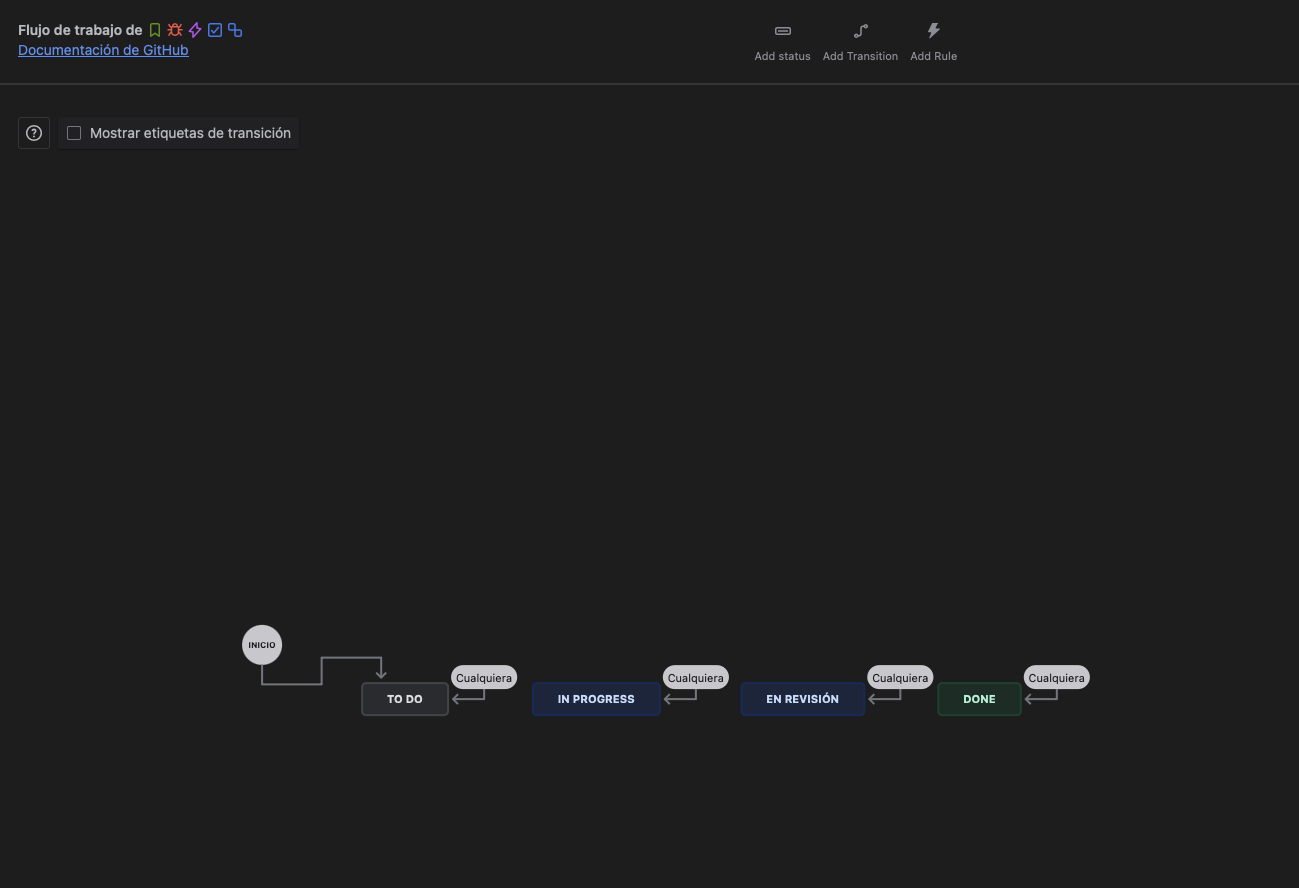 Flujo de trabajo de
Documentación de GitHub
Add status
Add Transition
Add Rule
Mostrar etiquetas de transición
INICIO
Cualquiera
Cualquiera
Cualquiera
Cualquiera
TO DO
IN PROGRESS
EN REVISIÓN
DONE